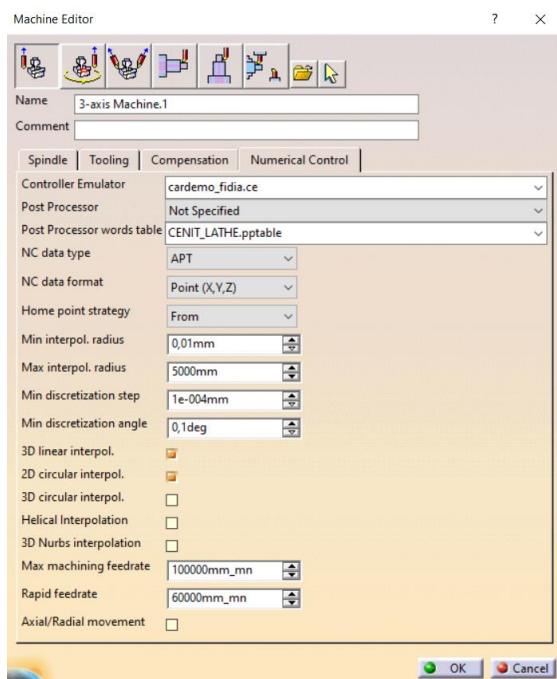 Machine Editor ? ×
Name 3-axis Machine.1
Comment
Spindle Tooling Compensation Numerical Control
Controller Emulator cardemo_fidia.ce
Post Processor Not Specified
Post Processor words table CENIT_LATHE.pptable
NC data type APT
NC data format Point (X,Y,Z)
Home point strategy From
Min interpol. radius 0,01mm
Max interpol. radius 5000mm
Min discretization step 1e-004mm
Min discretization angle 0,1deg
3D linear interpol.
2D circular interpol.
3D circular interpol.
Helical Interpolation
3D Nurbs interpolation
Max machining feedrate 100000mm_mn
Rapid feedrate 60000mm_mn
Axial/Radial movement
OK Cancel